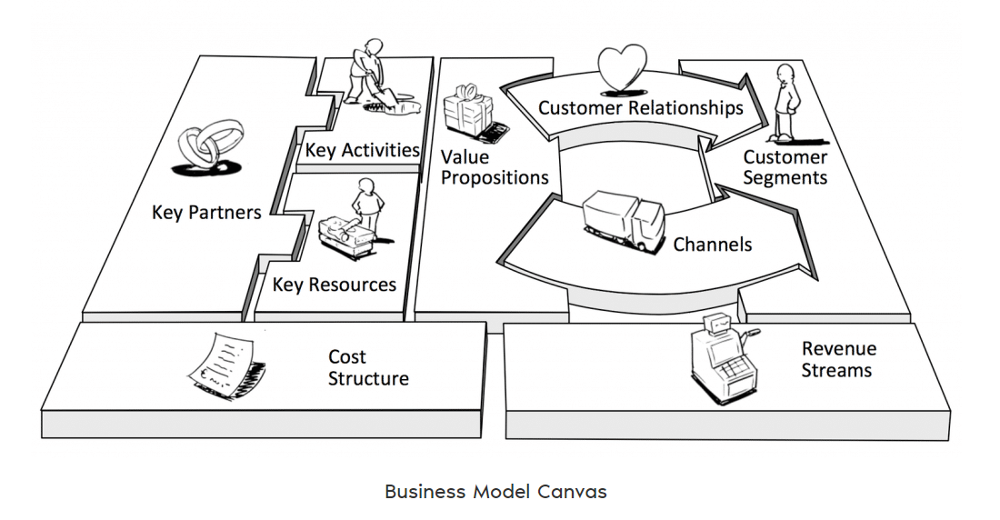 Customer Relationships
Key Activities
Value
Propositions
Customer
Segments
Key Partners
Channels
Key Resources
Cost
Structure
Revenue
Streams
Business Model Canvas